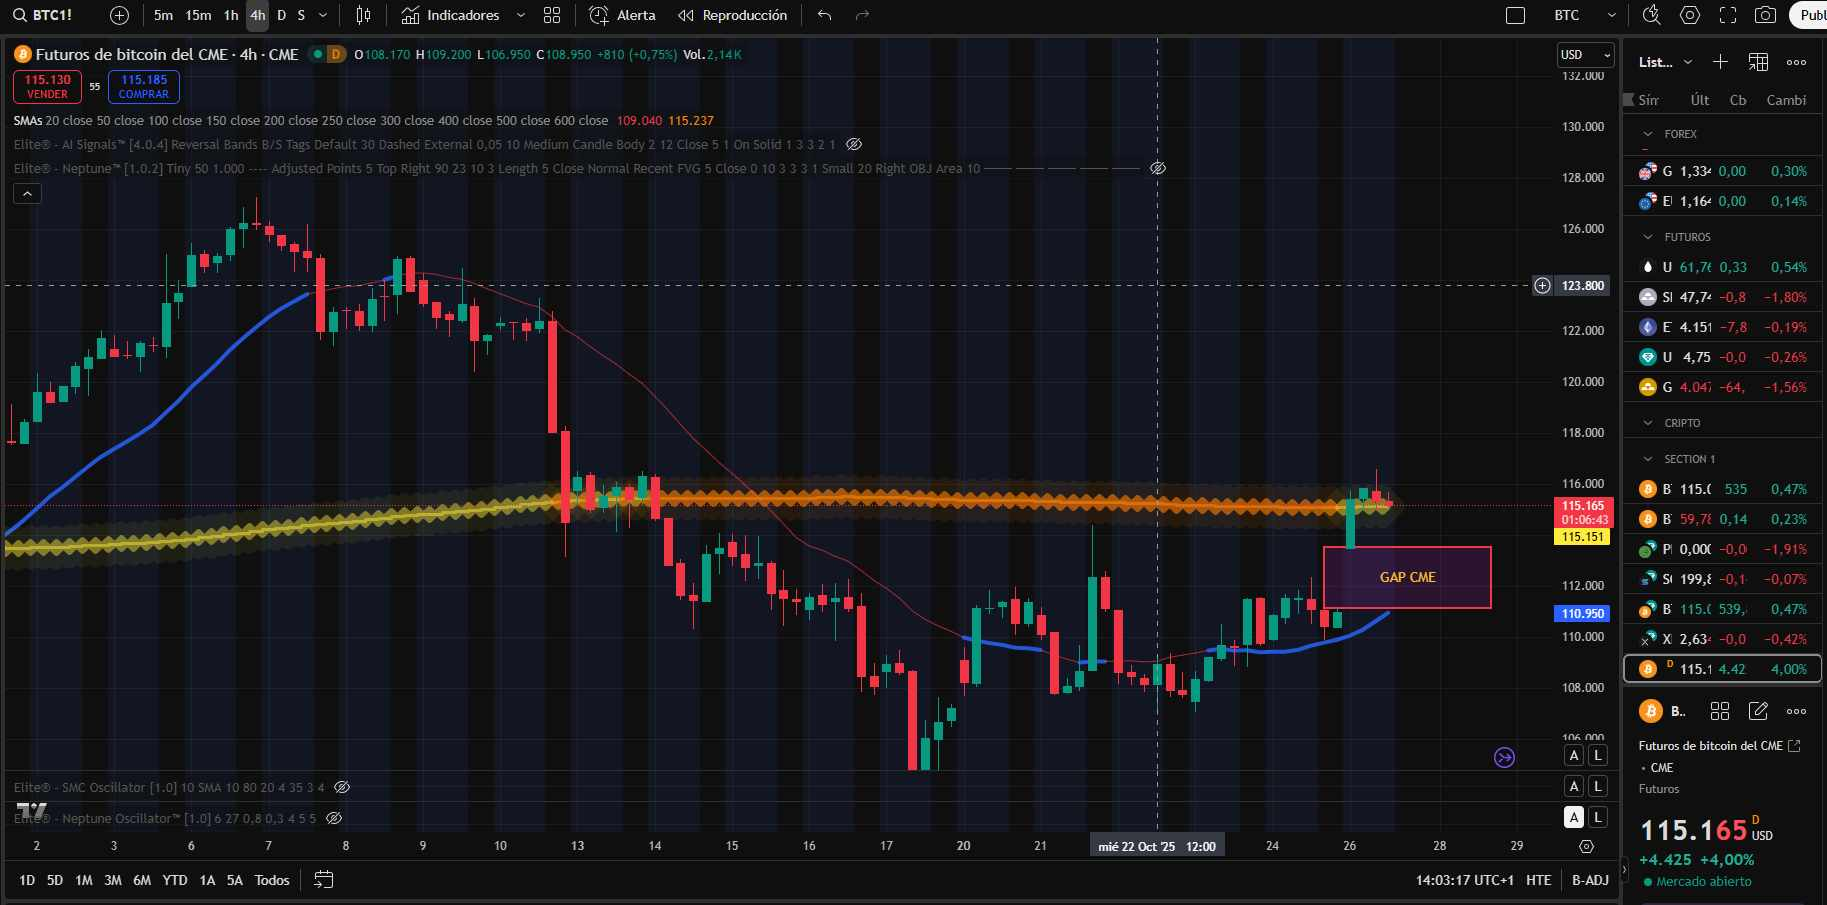 BTC1!
5m 15m 1h 4h D S
Indicadores
Alerta
Reproducción
BTC
Publ
Futuros de bitcoin del CME · 4h · CME
D
O108.170 H109.200 L106.950 C108.950 +810 (+0,75%) Vol.2,14 K
115.130
VENDER
55
115.185
COMPRAR
SMAs 20 close 50 close 100 close 150 close 200 close 250 close 300 close 400 close 500 close 600 close 109.040 115.237
Elite® - AI Signals™ [4.0.4] Reversal Bands B/S Tags Default 30 Dashed External 0,05 10 Medium Candle Body 2 12 Close 5 1 On Solid 1 3 3 2 1
Elite® - Neptune™ [1.0.2] Tiny 50 1.000 ---- Adjusted Points 5 Top Right 90 23 10 3 Length 5 Close Normal Recent FVG 5 Close 0 10 3 3 3 1 Small 20 Right OBJ Area 10
USD
132.000
130.000
128.000
126.000
123.800
122.000
120.000
118.000
116.000
115.165
01:06:43
115.151
112.000
110.950
110.000
108.000
106.000
GAP CME
A L
Elite® - SMC Oscillator [1.0] 10 SMA 10 80 20 4 35 3 4
A L
Elite® - Neptune Oscillator™ [1.0] 6 27 0,8 0,3 4 5 5
A L
2 3 6 7 8 9 10 13 14 15 16 17 20 21 mié 22 Oct '25 12:00 24 26 28 29
1D 5D 1M 3M 6M YTD 1A 5A Todos
14:03:17 UTC+1 HTE B-ADJ
List...
Sím Últ Cb Cambi
FOREX
G 1,334 0,00 0,30%
E 1,164 0,00 0,14%
FUTUROS
U 61,76 0,33 0,54%
SI 47,74 −0,8 −1,80%
E 4.151 −7,8 −0,19%
U 4,75 −0,0 −0,26%
G 4.047 −64, −1,56%
CRIPTO
SECTION 1
B 115.0 535 0,47%
B 59,78 0,14 0,23%
P 0,000 −0,0 −1,91%
S 199,8 −0,1 −0,07%
B 115.0 539, 0,47%
X 2,634 −0,0 −0,42%
D 115.1 4.42 4,00%
B..
Futuros de bitcoin del CME
• CME
Futuros
115.165 D USD
+4.425 +4,00%
Mercado abierto